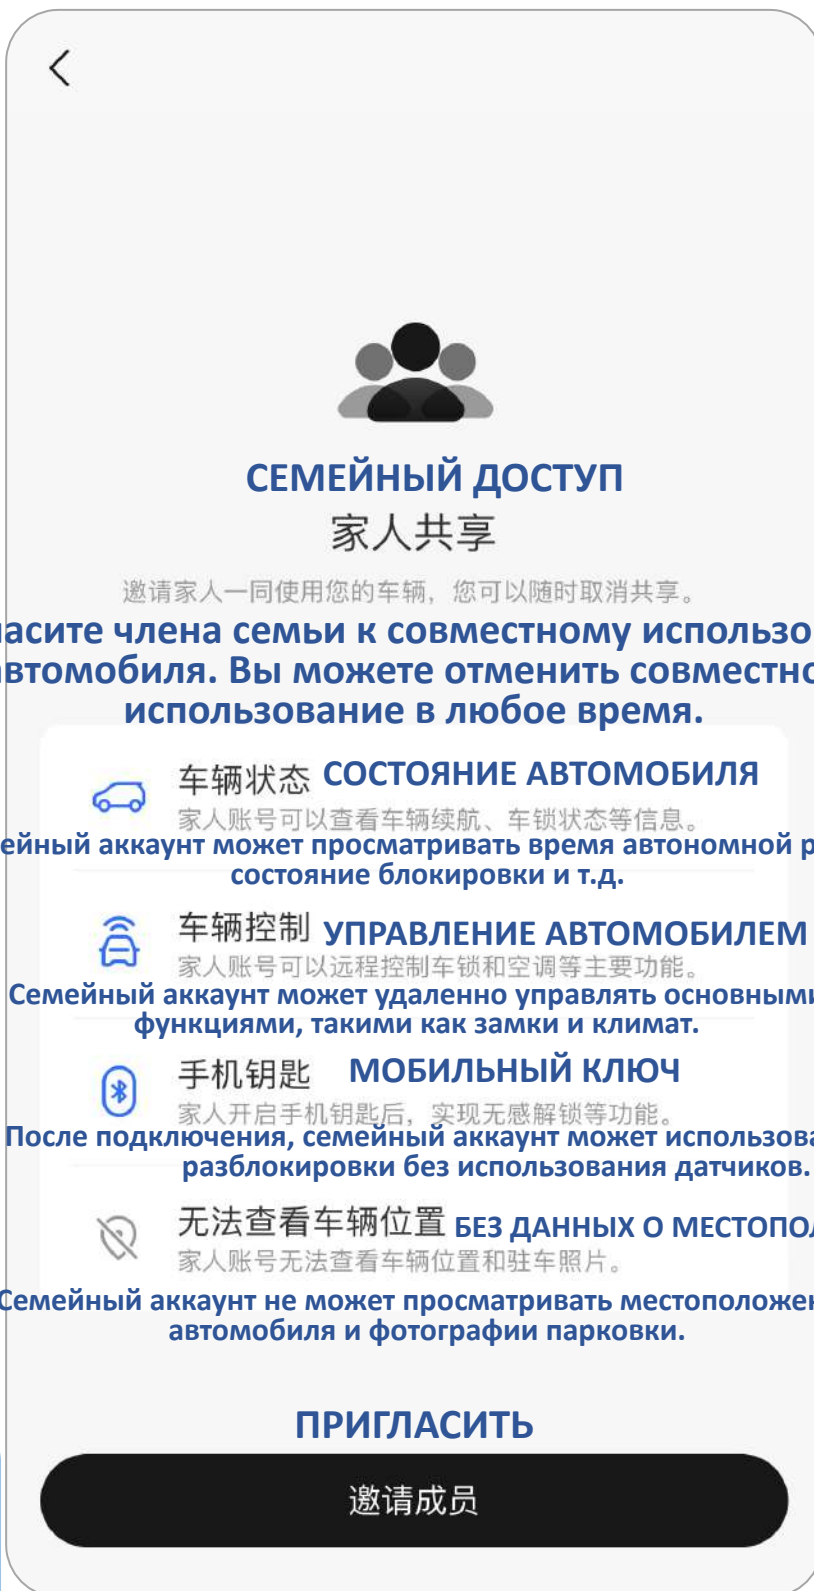 СЕМЕЙНЫЙ ДОСТУП
家人共享
邀请家人一同使用您的车辆，您可以随时取消共享。
члена семьи к совместному
Вы можете отменить
использование в любое время.
车辆状态 СОСТОЯНИЕ АВТОМОБИЛЯ
家人账号可以查看车辆续航、车锁状态等信息。
аккаунт может просматривать время автономной
состояние блокировки и т.д.
车辆控制 УПРАВЛЕНИЕ АВТОМОБИЛЕМ
家人账号可以远程控制车锁和空调等主要功能。
Семейный аккаунт может удаленно управлять основными
функциями, такими как замки и климат.
手机钥匙 МОБИЛЬНЫЙ КЛЮЧ
家人开启手机钥匙后，实现无感解锁等功能。
После подключения, семейный аккаунт может
разблокировки без использования датчиков.
无法查看车辆位置 БЕЗ ДАННЫХ О
家人账号无法查看车辆位置和驻车照片。
Семейный аккаунт не может просматривать
автомобиля и фотографии парковки.
ПРИГЛАСИТЬ
邀请成员